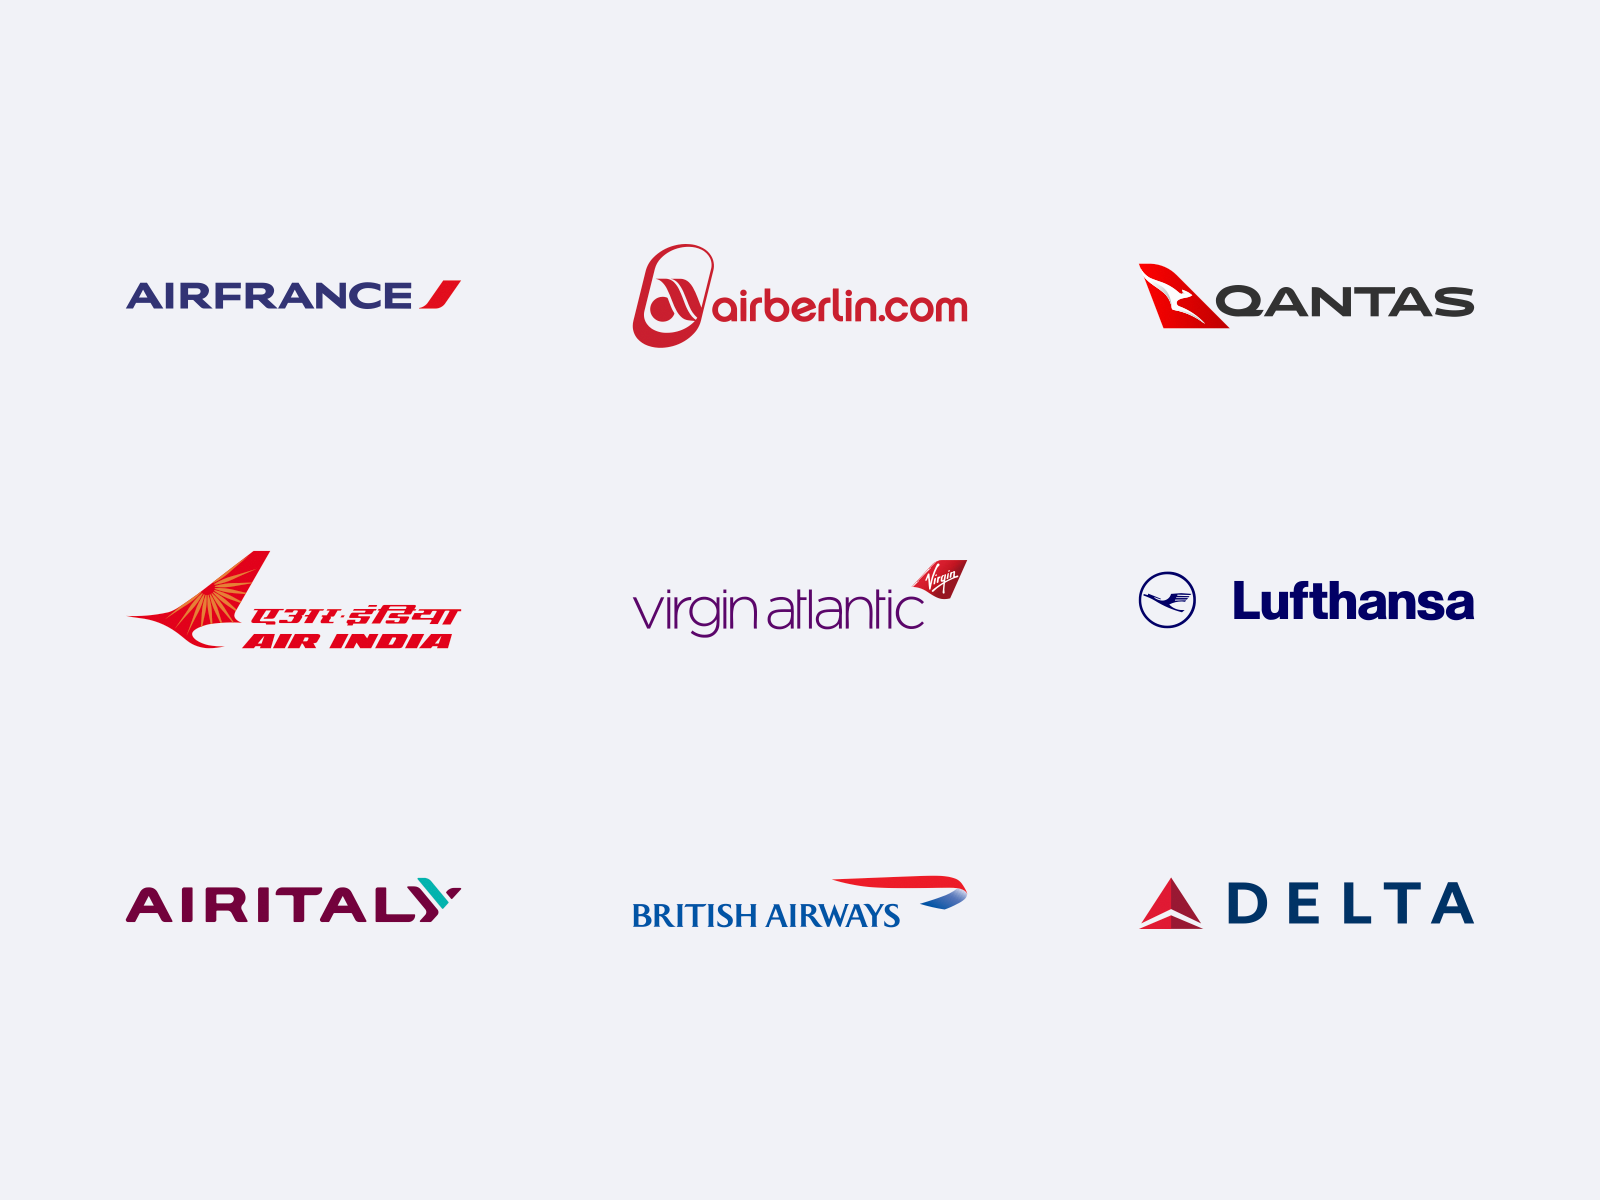 AIRFRANCE
airberlin.com
QANTAS
एअर-इंडिया
AIR INDIA
virgin atlantic
Virgin
Lufthansa
AIRITALY
BRITISH AIRWAYS
DELTA